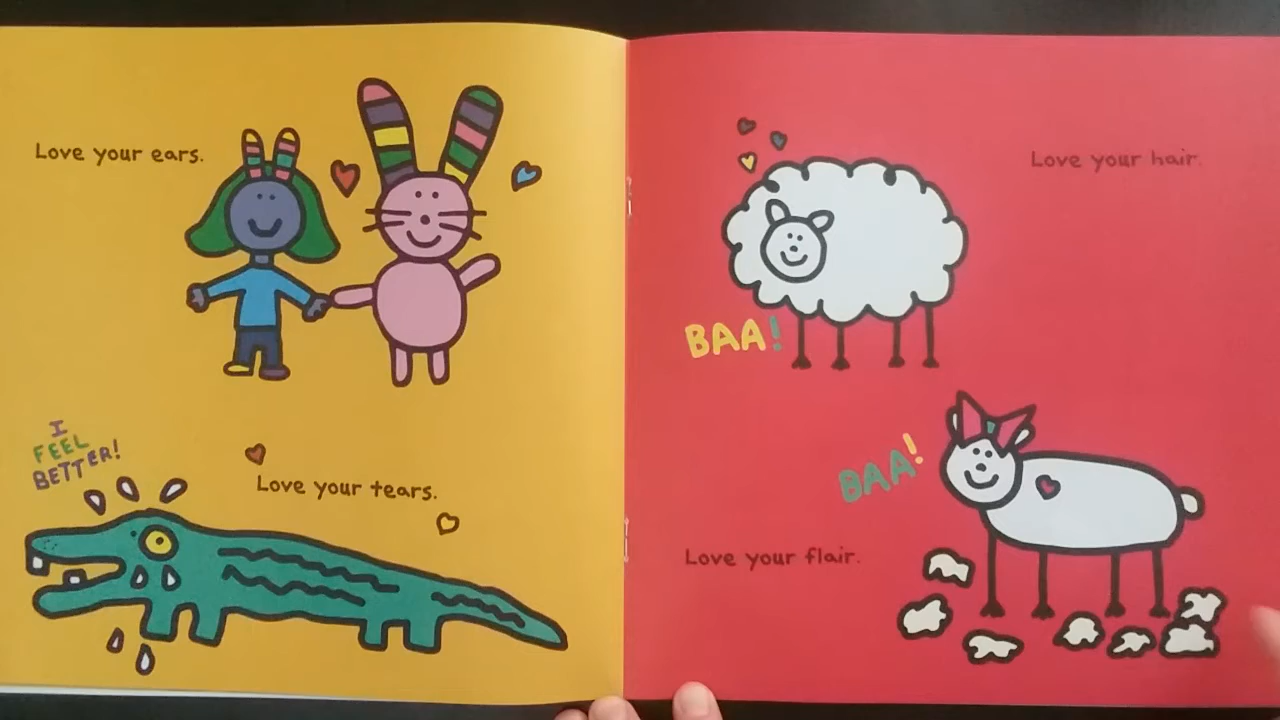 Love your ears.
I
FEEL
BETTER!
Love your tears.
Love your hair.
BAA!
BAA!
Love your flair.